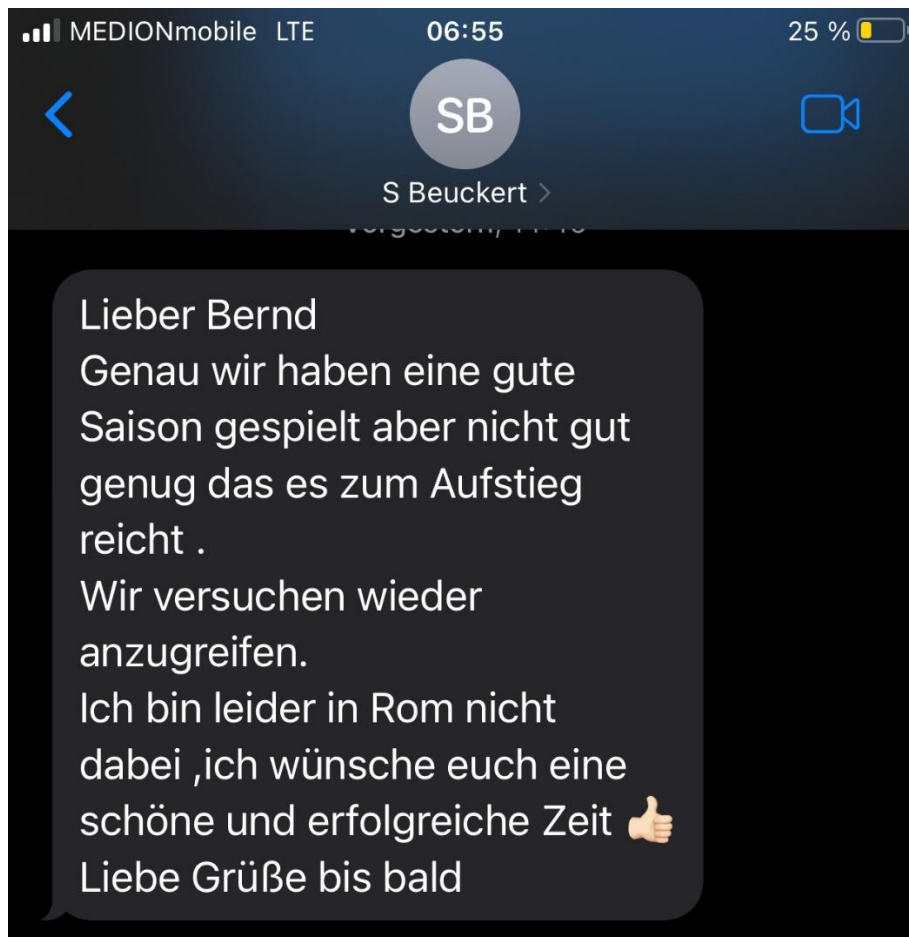 MEDIONmobile LTE 06:55 25 %
SB
S Beuckert
Lieber Bernd
Genau wir haben eine gute
Saison gespielt aber nicht gut
genug das es zum Aufstieg
reicht .
Wir versuchen wieder
anzugreifen.
Ich bin leider in Rom nicht
dabei ,ich wünsche euch eine
schöne und erfolgreiche Zeit 👍🏻
Liebe Grüße bis bald